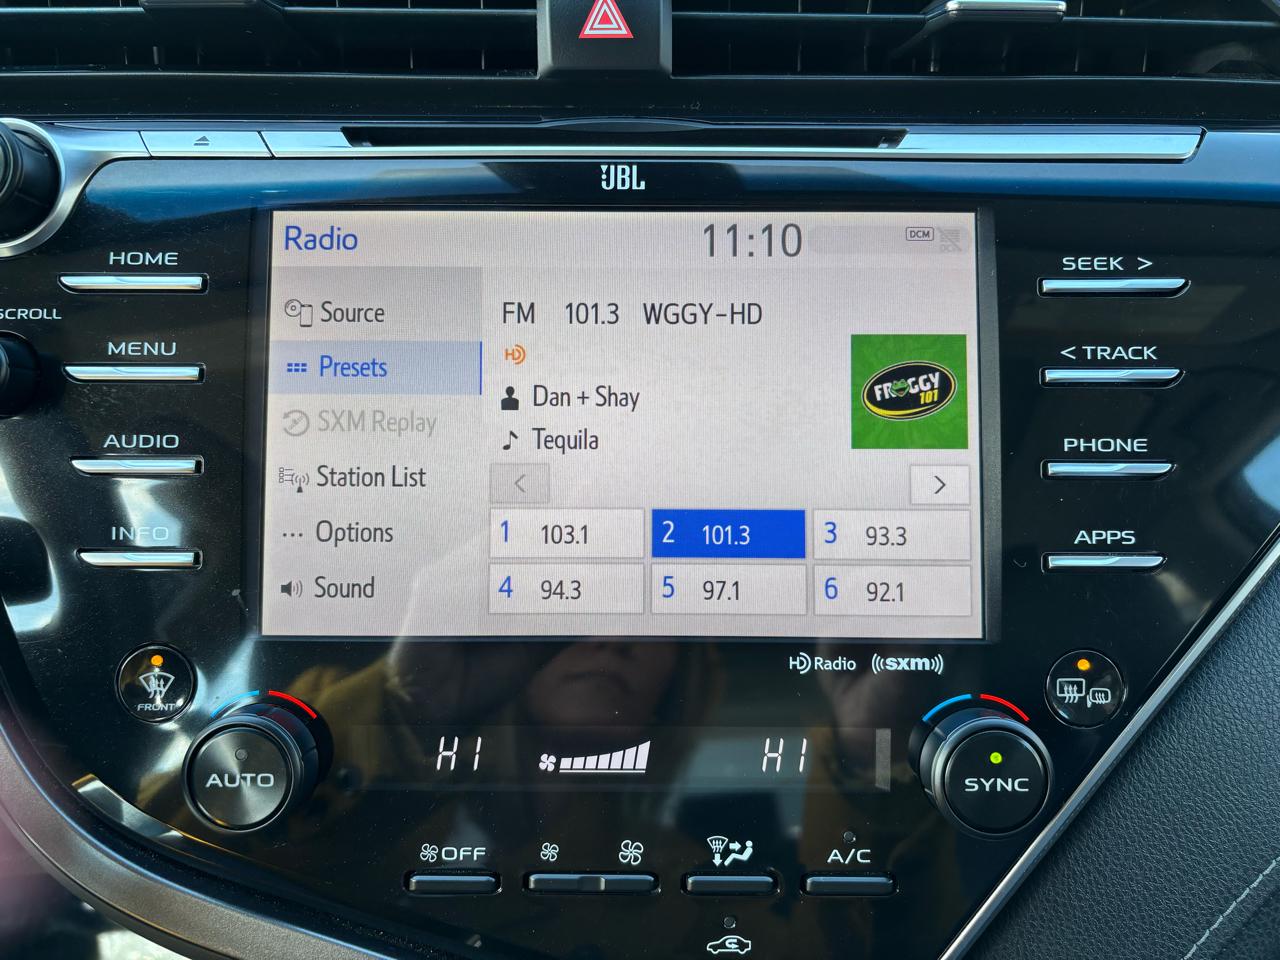 JBL
Radio 11:10 DCM
HOME
SCROLL
MENU
AUDIO
INFO
Source
Presets
SXM Replay
Station List
Options
Sound
FM 101.3 WGGY-HD
HD
Dan + Shay
Tequila
FROGGY
101
1 103.1
2 101.3
3 93.3
4 94.3
5 97.1
6 92.1
SEEK >
< TRACK
PHONE
APPS
HD Radio ((sxm))
FRONT
AUTO
HI HI
SYNC
OFF
A/C